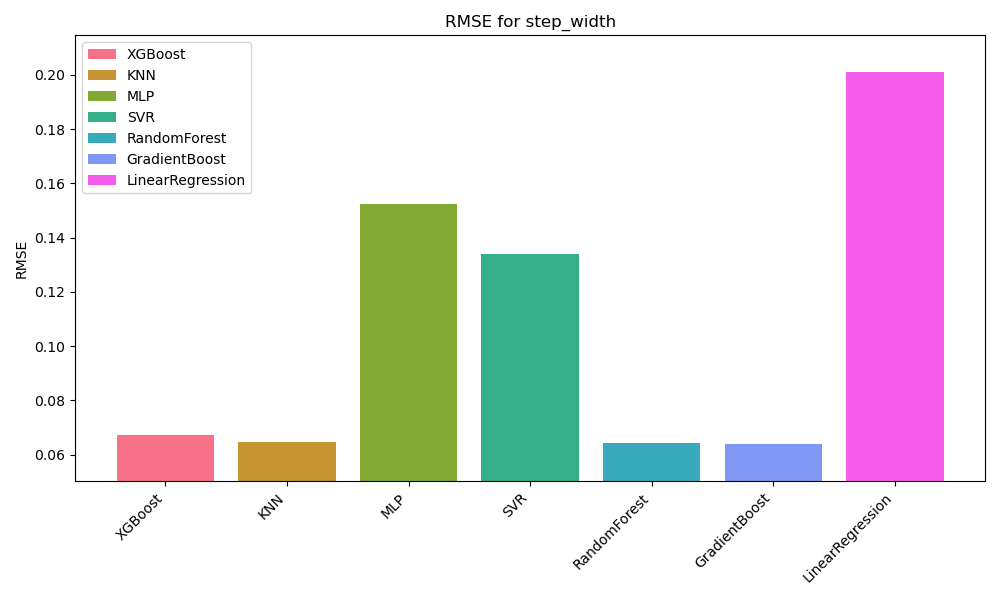 RMSE for step_width
XGBoost
KNN
MLP
SVR
RandomForest
GradientBoost
LinearRegression
RMSE
0.20
0.18
0.16
0.14
0.12
0.10
0.08
0.06
XGBoost
KNN
MLP
SVR
RandomForest
GradientBoost
LinearRegression